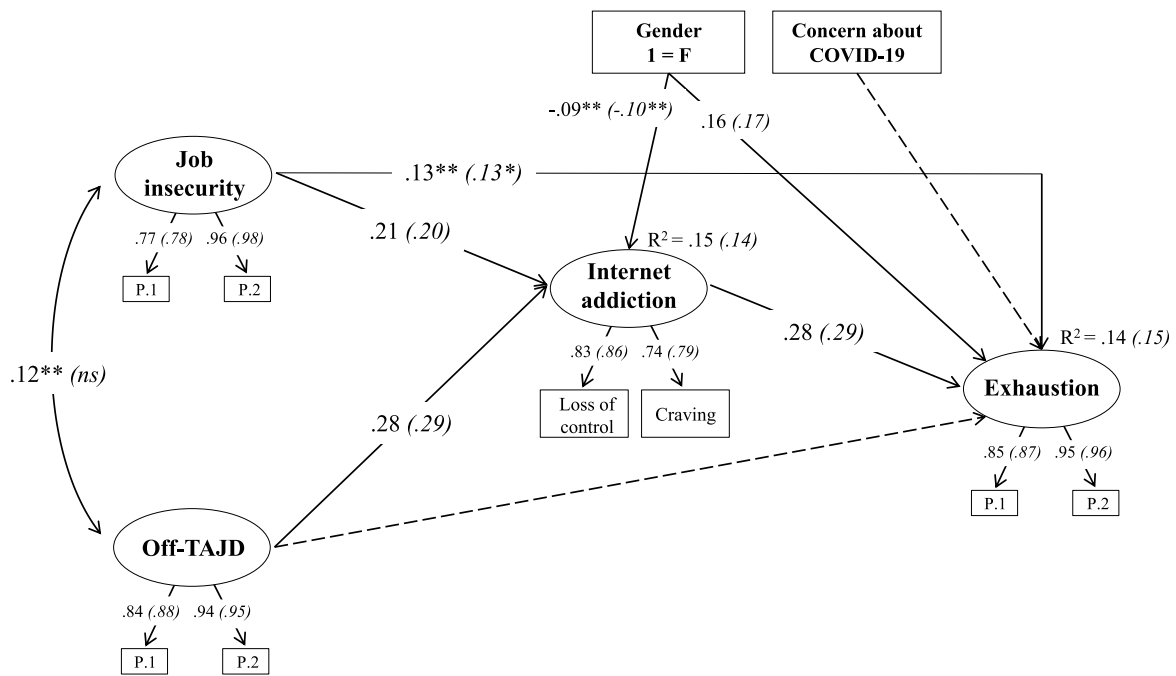 Gender
1 = F
Concern about
COVID-19
-.09** (-.10**)
.16 (.17)
Job
insecurity
.13** (.13*)
.77 (.78)
.96 (.98)
P.1
P.2
.21 (.20)
R² = .15 (.14)
Internet
addiction
.83 (.86)
.74 (.79)
Loss of
control
Craving
.28 (.29)
R² = .14 (.15)
Exhaustion
.85 (.87)
.95 (.96)
P.1
P.2
.12** (ns)
.28 (.29)
Off-TAJD
.84 (.88)
.94 (.95)
P.1
P.2